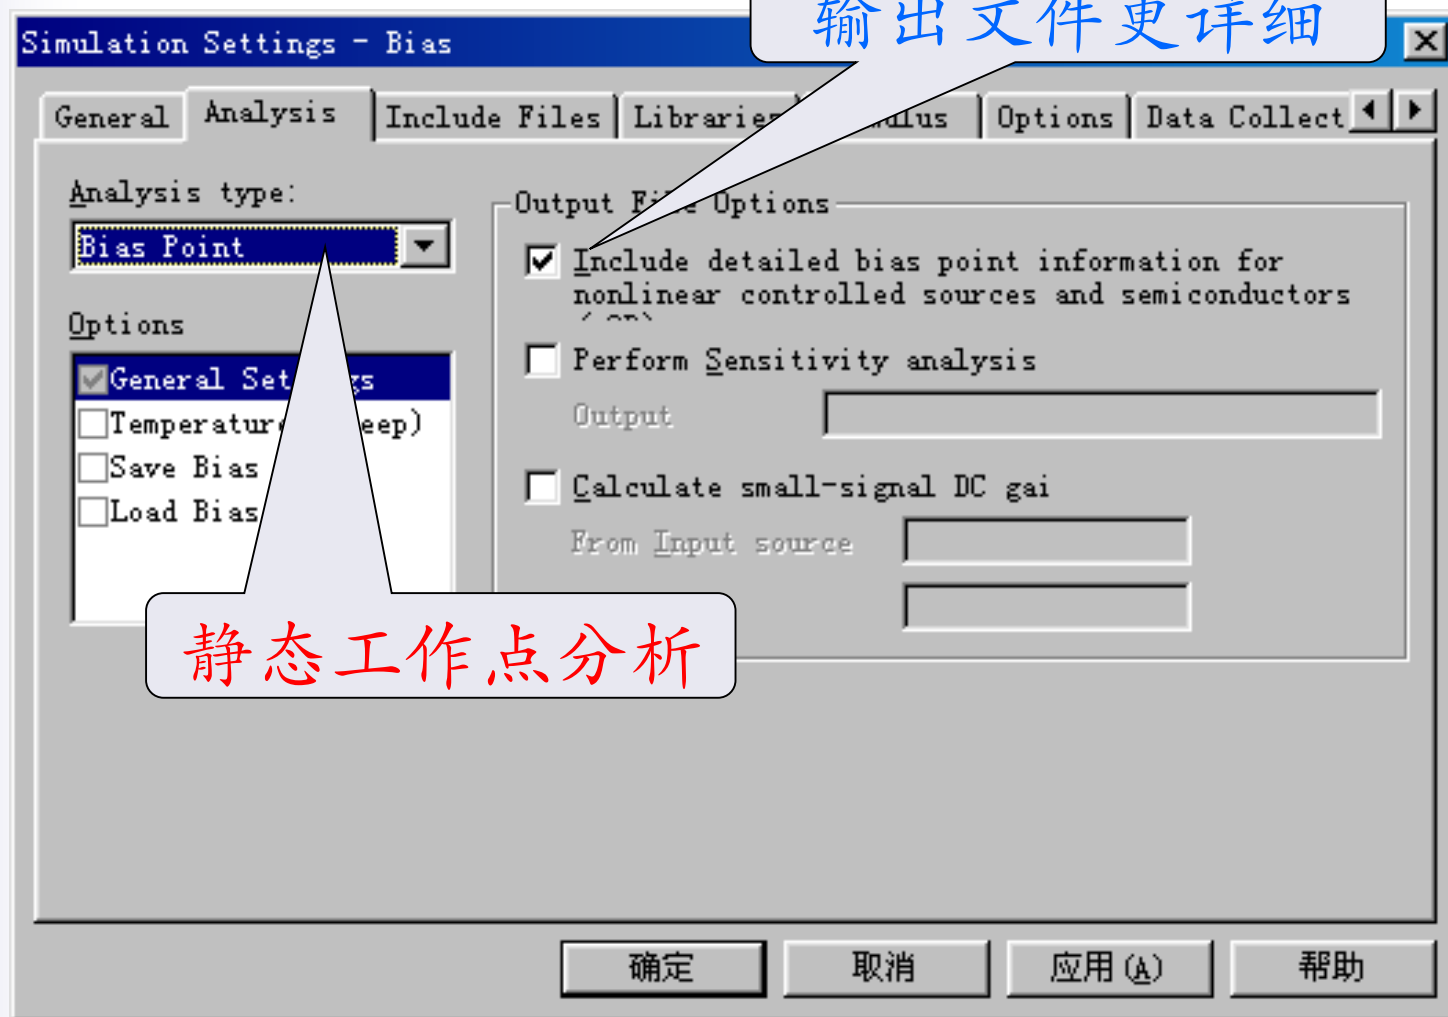 输出文件更详细
Simulation Settings - Bias
General Analysis Include Files Libraries Options Data Collect
Analysis type:
Bias Point
Options
General
Save Bias
Load Bias
Output Options
Include detailed bias point information for
nonlinear controlled sources and semiconductors
Perform Sensitivity analysis
Output
Calculate small-signal DC gai
From Input source
静态工作点分析
确定 取消 应用(A) 帮助